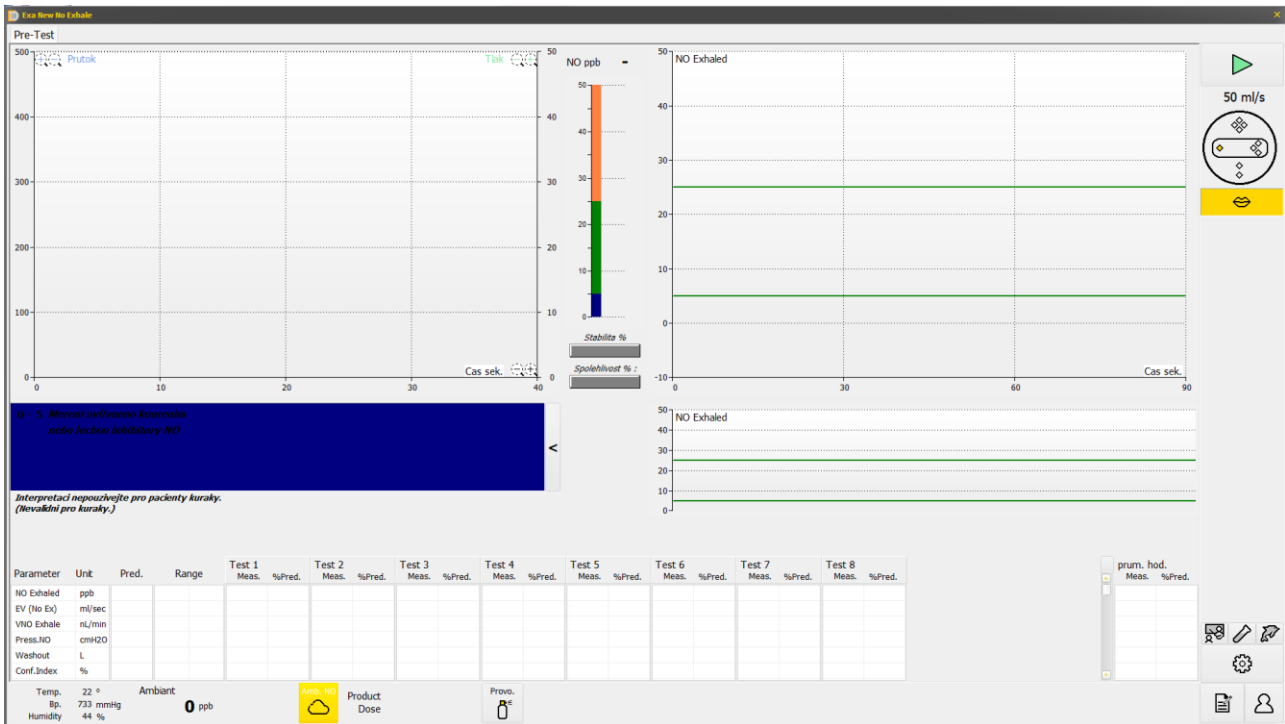 Exa New No Exhale
Pre-Test
500 Prutok Tlak 50
400 40
300 30
200 20
100 10
0 Cas sek. 0
0 10 20 30 40
NO ppb -
50
40
30
20
10
0
Stabilita %
Spolehlivost % :
50 NO Exhaled
40
30
20
10
0
-10 Cas sek.
0 30 60 90
50 ml/s
0 - 5 Mereni ovlivneno kourenim
nebo lecbou inhibitory NO
<
Interpretaci nepouzivejte pro pacienty kuraky.
(Nevalidni pro kuraky.)
50 NO Exhaled
40
30
20
10
0
Test 1 Test 2 Test 3 Test 4 Test 5 Test 6 Test 7 Test 8 prum. hod.
Parameter Unit Pred. Range Meas. %Pred. Meas. %Pred. Meas. %Pred. Meas. %Pred. Meas. %Pred. Meas. %Pred. Meas. %Pred. Meas. %Pred. Meas. %Pred.
NO Exhaled ppb
EV (No Ex) ml/sec
VNO Exhale nL/min
Press.NO cmH2O
Washout L
Conf.Index %
Temp. 22 °
Bp. 733 mmHg
Humidity 44 %
Ambiant
0 ppb
Amb. NO
Product
Dose
Provo.